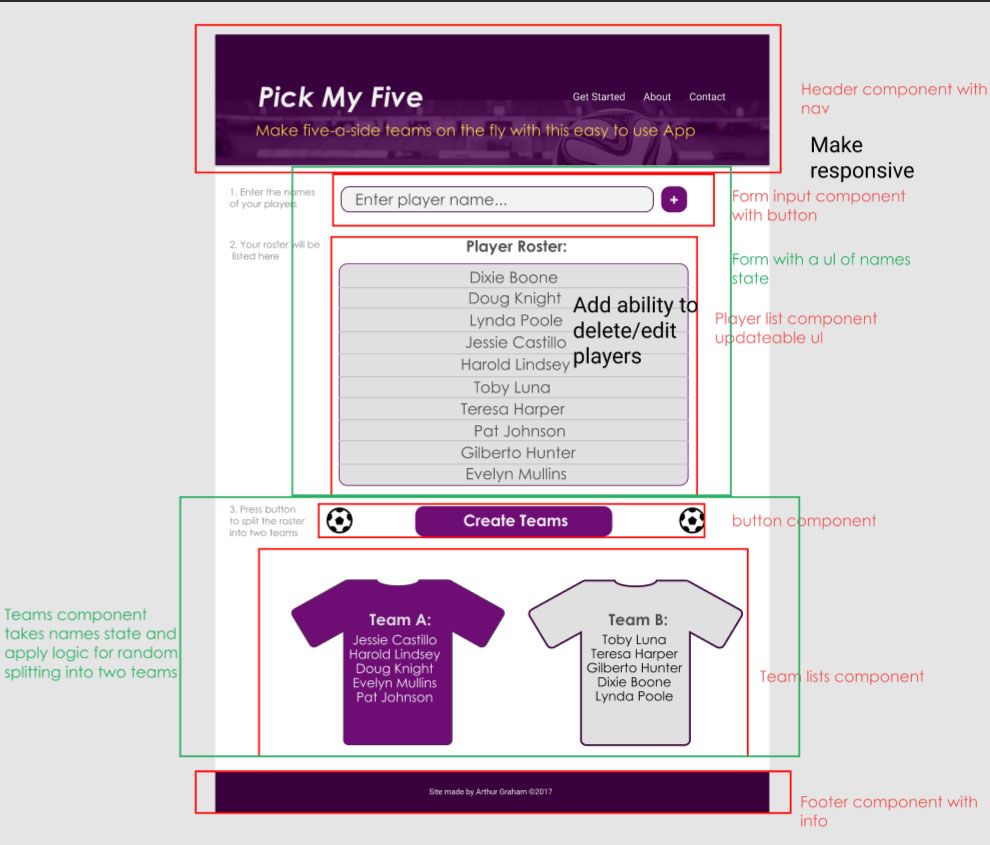 Pick My Five
Get Started
About
Contact
Make five-a-side teams on the fly with this easy to use App
Header component with
nav
Make
responsive
1. Enter the names
of your players
Enter player name...
+
Form input component
with button
2. Your roster will be
listed here
Player Roster:
Form with a ul of names
state
Dixie Boone
Doug Knight
Lynda Poole
Jessie Castillo
Harold Lindsey
Toby Luna
Teresa Harper
Pat Johnson
Gilberto Hunter
Evelyn Mullins
Add ability to
delete/edit
players
Player list component
updateable ul
3. Press button
to split the roster
into two teams
Create Teams
button component
Teams component
takes names state and
apply logic for random
splitting into two teams
Team A:
Jessie Castillo
Harold Lindsey
Doug Knight
Evelyn Mullins
Pat Johnson
Team B:
Toby Luna
Teresa Harper
Gilberto Hunter
Dixie Boone
Lynda Poole
Team lists component
Site made by Arthur Graham ©2017
Footer component with
info